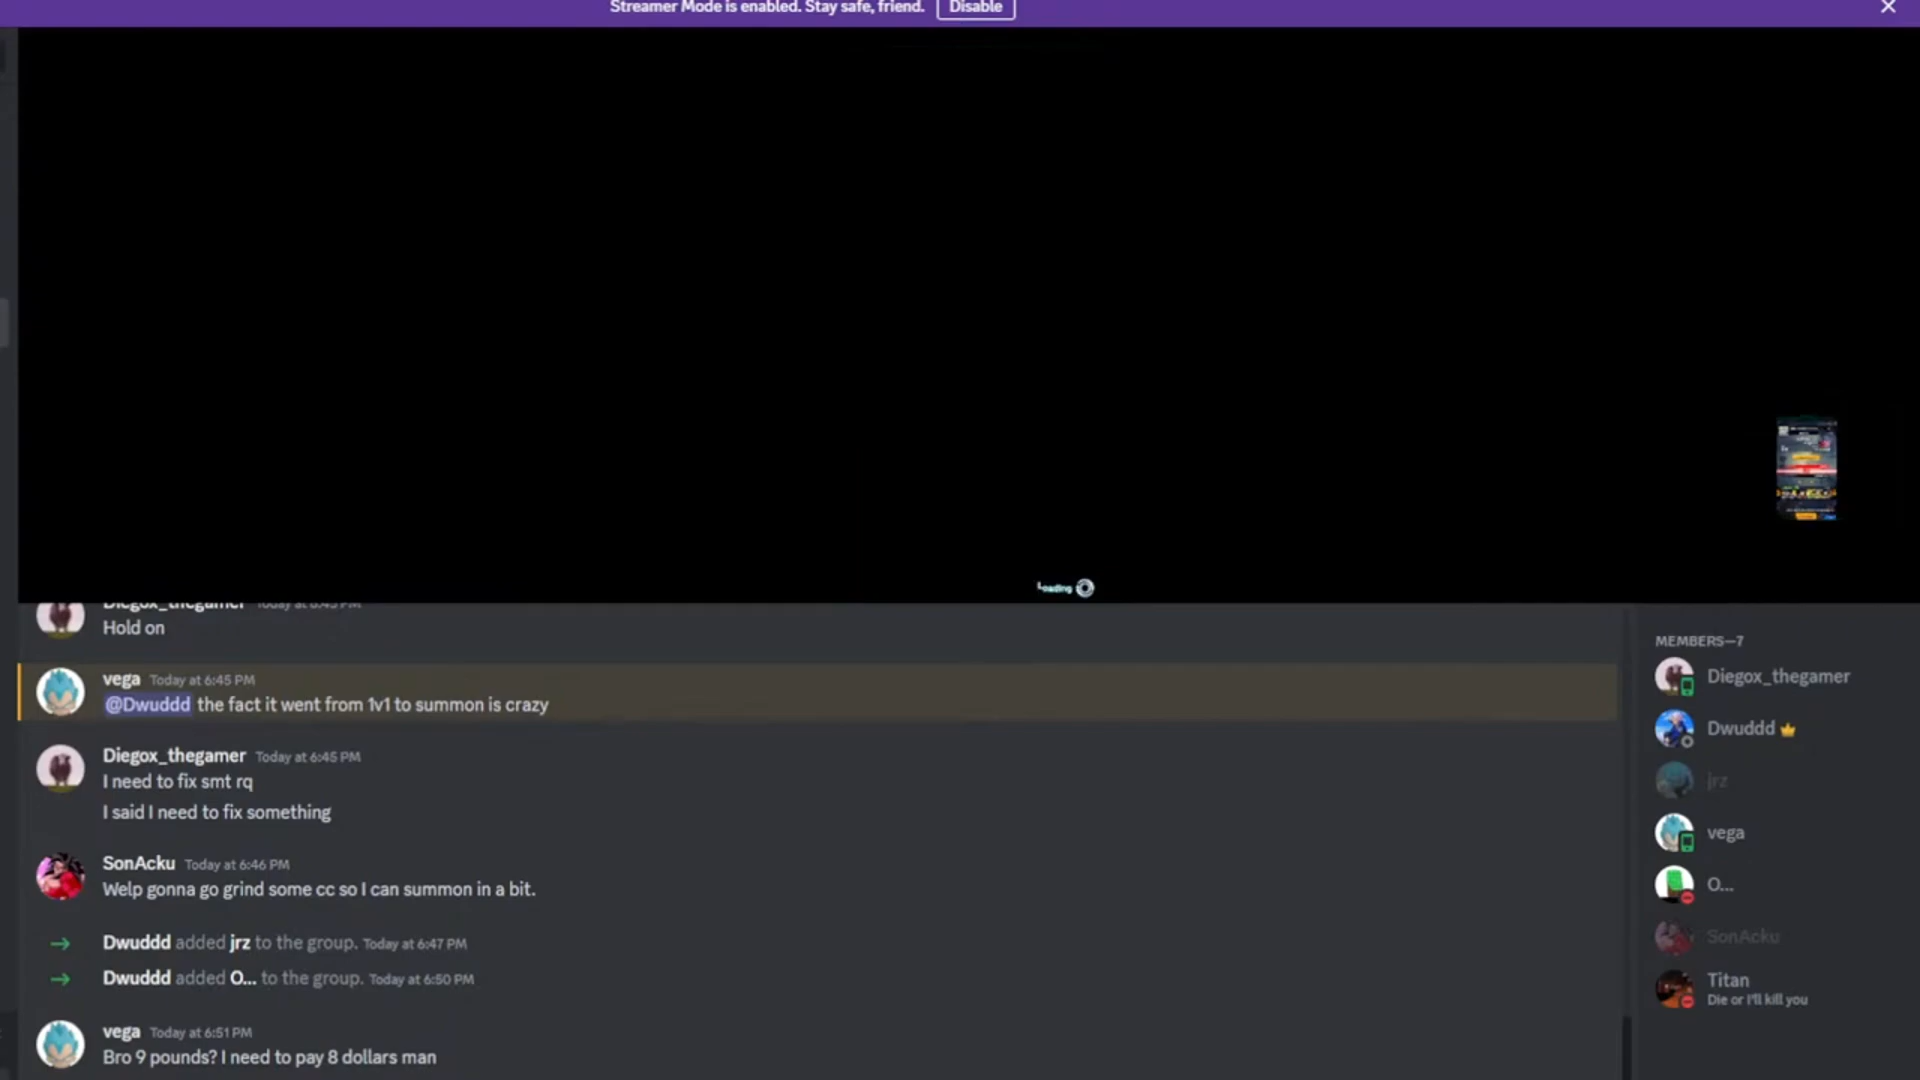 Streamer Mode is enabled. Stay safe, friend. Disable
Loading
Diegox_thegamer Today at 6:45 PM
Hold on
vega Today at 6:45 PM
@Dwuddd the fact it went from 1v1 to summon is crazy
Diegox_thegamer Today at 6:45 PM
I need to fix smt rq
I said I need to fix something
SonAcku Today at 6:46 PM
Welp gonna go grind some cc so I can summon in a bit.
Dwuddd added jrz to the group. Today at 6:47 PM
Dwuddd added O... to the group. Today at 6:50 PM
vega Today at 6:51 PM
Bro 9 pounds? I need to pay 8 dollars man
MEMBERS—7
Diegox_thegamer
Dwuddd
jrz
vega
O...
SonAcku
Titan
Die or I'll kill you